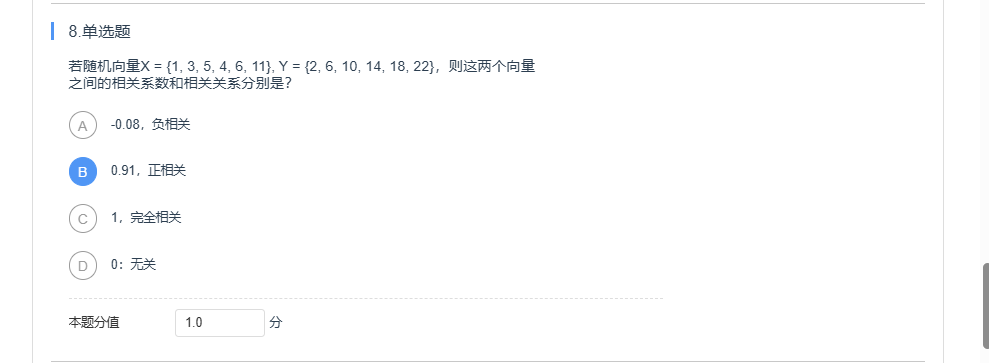 8.单选题
若随机向量X = {1, 3, 5, 4, 6, 11}, Y = {2, 6, 10, 14, 18, 22}，则这两个向量
之间的相关系数和相关关系分别是?
A -0.08，负相关
B 0.91，正相关
C 1，完全相关
D 0：无关
本题分值 1.0 分